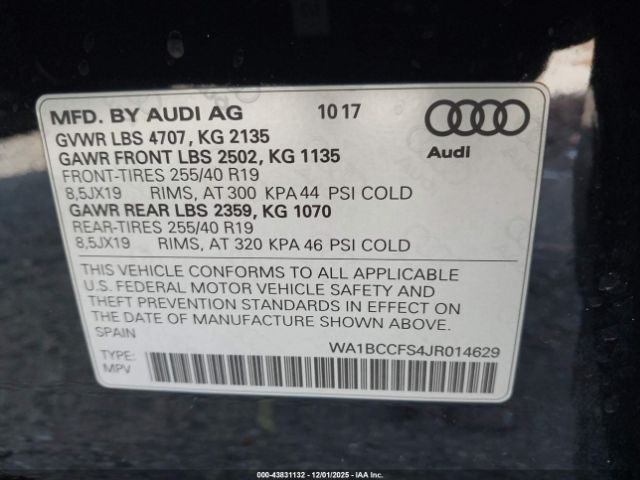 MFD. BY AUDI AG 10 17
GVWR LBS 4707, KG 2135
GAWR FRONT LBS 2502, KG 1135
Audi
FRONT-TIRES 255/40 R19
8,5JX19 RIMS, AT 300 KPA 44 PSI COLD
GAWR REAR LBS 2359, KG 1070
REAR-TIRES 255/40 R19
8,5JX19 RIMS, AT 320 KPA 46 PSI COLD
THIS VEHICLE CONFORMS TO ALL APPLICABLE
U.S. FEDERAL MOTOR VEHICLE SAFETY AND
THEFT PREVENTION STANDARDS IN EFFECT ON
THE DATE OF MANUFACTURE SHOWN ABOVE.
SPAIN
WA1BCCFS4JR014629
TYPE:
MPV
000-43831132 - 12/01/2025 - IAA Inc.